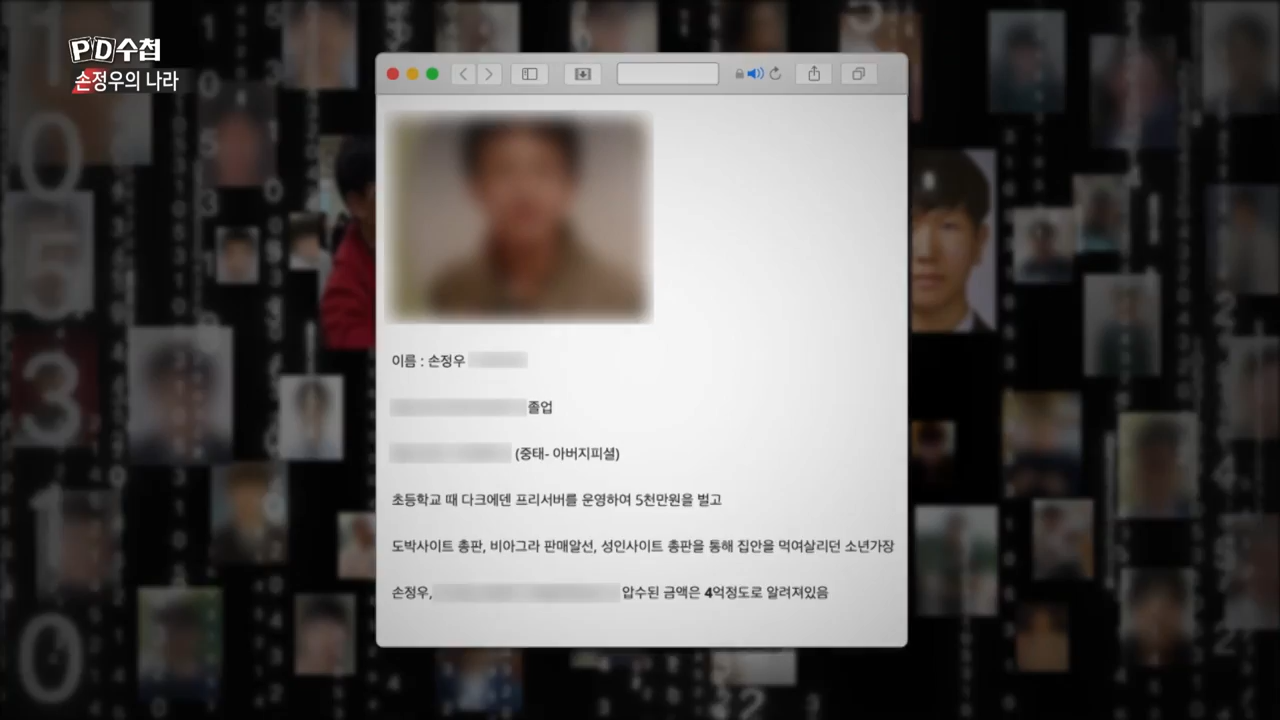 PD수첩
손정우의 나라
이름 : 손정우
졸업
(중태- 아버지피셜)
초등학교 때 다크에덴 프리서버를 운영하여 5천만원을 벌고
도박사이트 총판, 비아그라 판매알선, 성인사이트 총판을 통해 집안을 먹여살리던 소년가장
손정우, 압수된 금액은 4억정도로 알려져있음